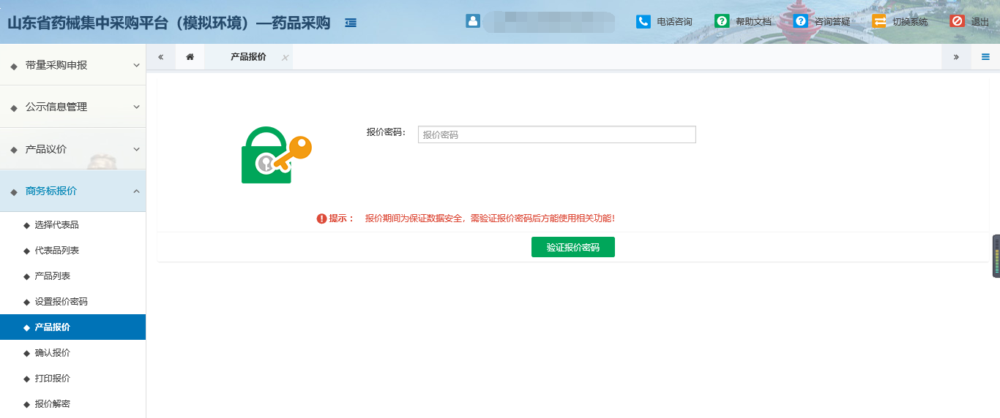 山东省药械集中采购平台（模拟环境）—药品采购
电话咨询
帮助文档
咨询答疑
切换系统
退出
带量采购申报
公示信息管理
产品议价
商务标报价
选择代表品
代表品列表
产品列表
设置报价密码
产品报价
确认报价
打印报价
报价解密
« 产品报价 × »
报价密码： 报价密码
提示： 报价期间为保证数据安全，需验证报价密码后方能使用相关功能！
验证报价密码